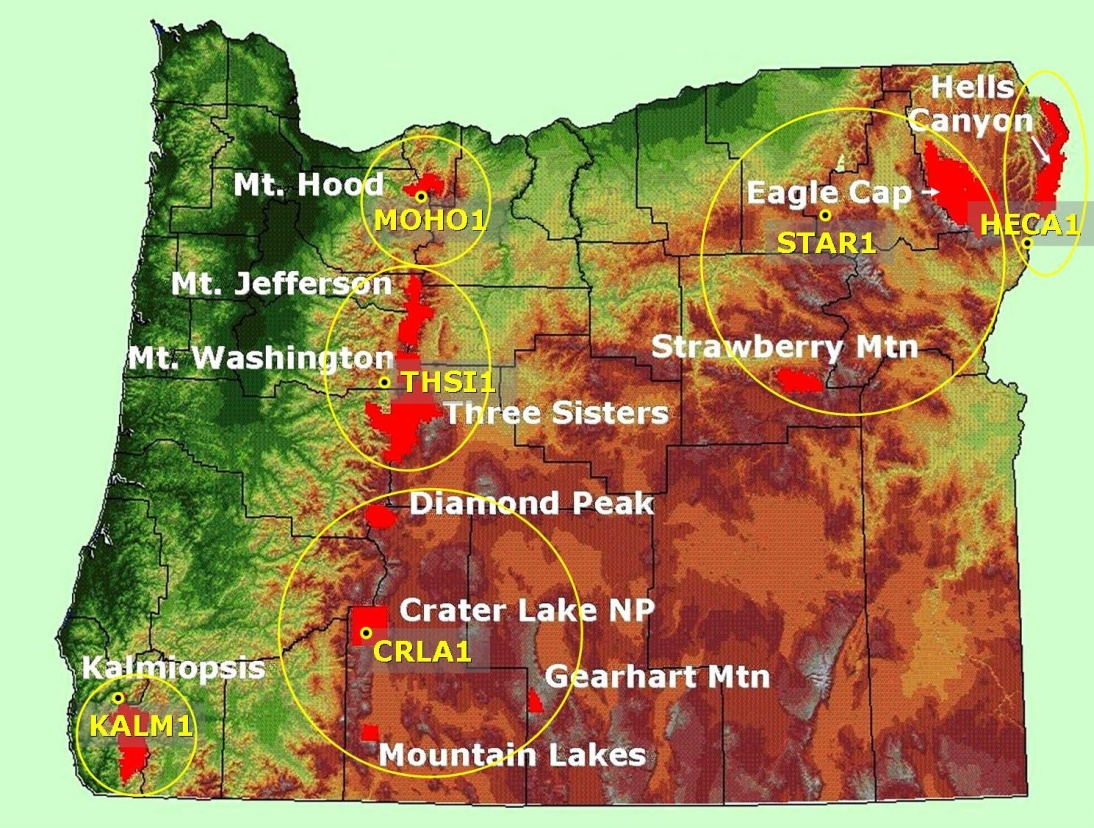 Hells
Canyon
Mt. Hood
Eagle Cap
MOHO1
HECA1
STAR1
Mt. Jefferson
Strawberry Mtn
Mt. Washington
THSI1
Three Sisters
Diamond Peak
Crater Lake NP
CRLA1
Kalmiopsis
Gearhart Mtn
KALM1
Mountain Lakes